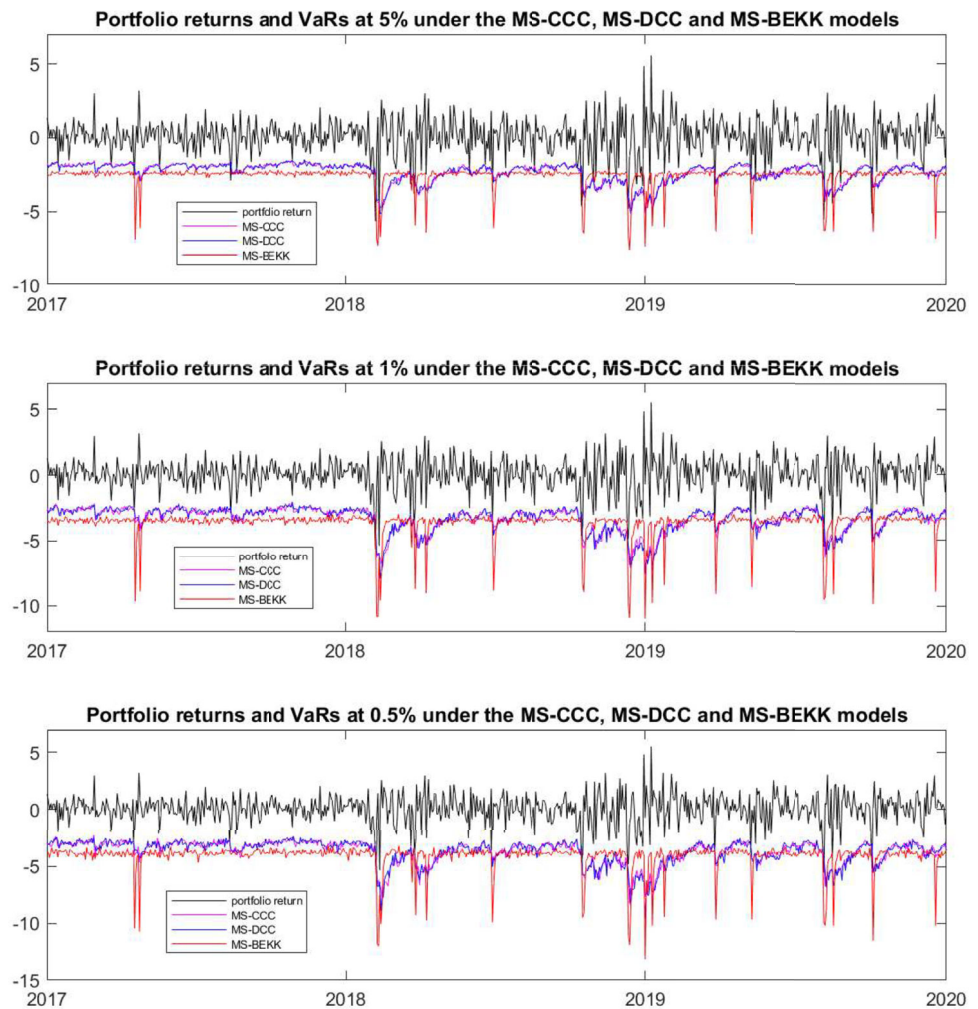 Portfolio returns and VaRs at 5% under the MS-CCC, MS-DCC and MS-BEKK models
5
0
-5
-10
portfolio return
MS-CCC
MS-DCC
MS-BEKK
2017 2018 2019 2020
Portfolio returns and VaRs at 1% under the MS-CCC, MS-DCC and MS-BEKK models
5
0
-5
-10
portfolio return
MS-CCC
MS-DCC
MS-BEKK
2017 2018 2019 2020
Portfolio returns and VaRs at 0.5% under the MS-CCC, MS-DCC and MS-BEKK models
5
0
-5
-10
-15
portfolio return
MS-CCC
MS-DCC
MS-BEKK
2017 2018 2019 2020